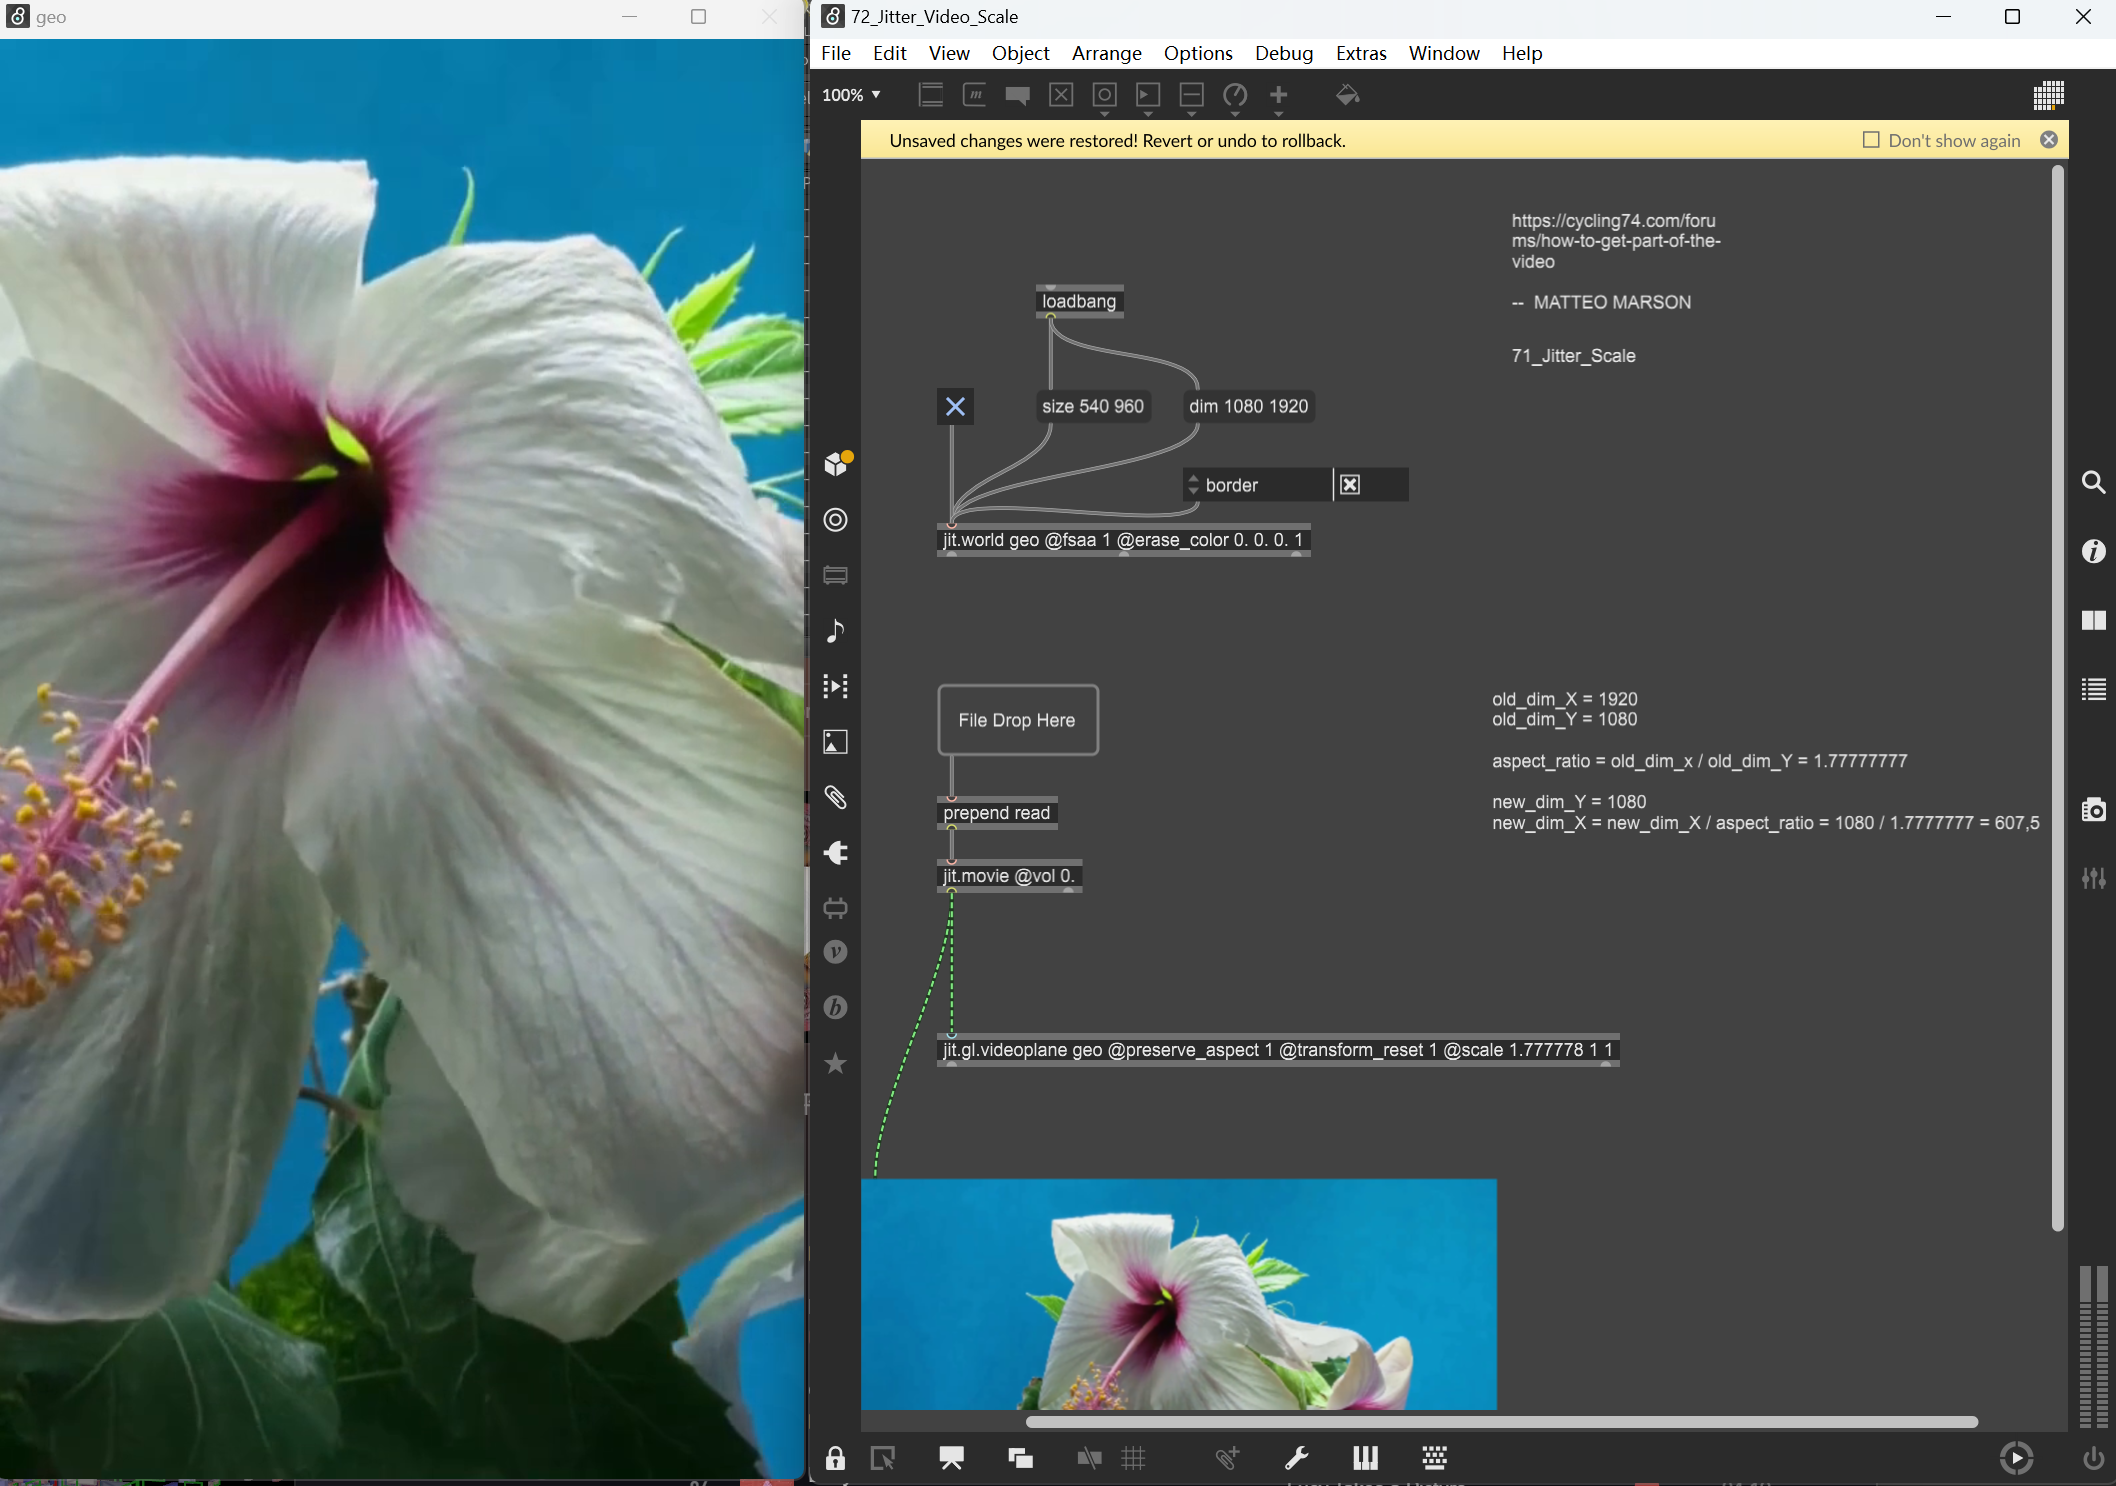 geo
72_Jitter_Video_Scale
File Edit View Object Arrange Options Debug Extras Window Help
100%
Unsaved changes were restored! Revert or undo to rollback.
Don't show again
https://cycling74.com/foru
ms/how-to-get-part-of-the-
video
-- MATTEO MARSON
71_Jitter_Scale
loadbang
size 540 960
dim 1080 1920
border
jit.world geo @fsaa 1 @erase_color 0. 0. 0. 1
File Drop Here
prepend read
jit.movie @vol 0.
old_dim_X = 1920
old_dim_Y = 1080
aspect_ratio = old_dim_x / old_dim_Y = 1.77777777
new_dim_Y = 1080
new_dim_X = new_dim_X / aspect_ratio = 1080 / 1.7777777 = 607,5
jit.gl.videoplane geo @preserve_aspect 1 @transform_reset 1 @scale 1.777778 1 1